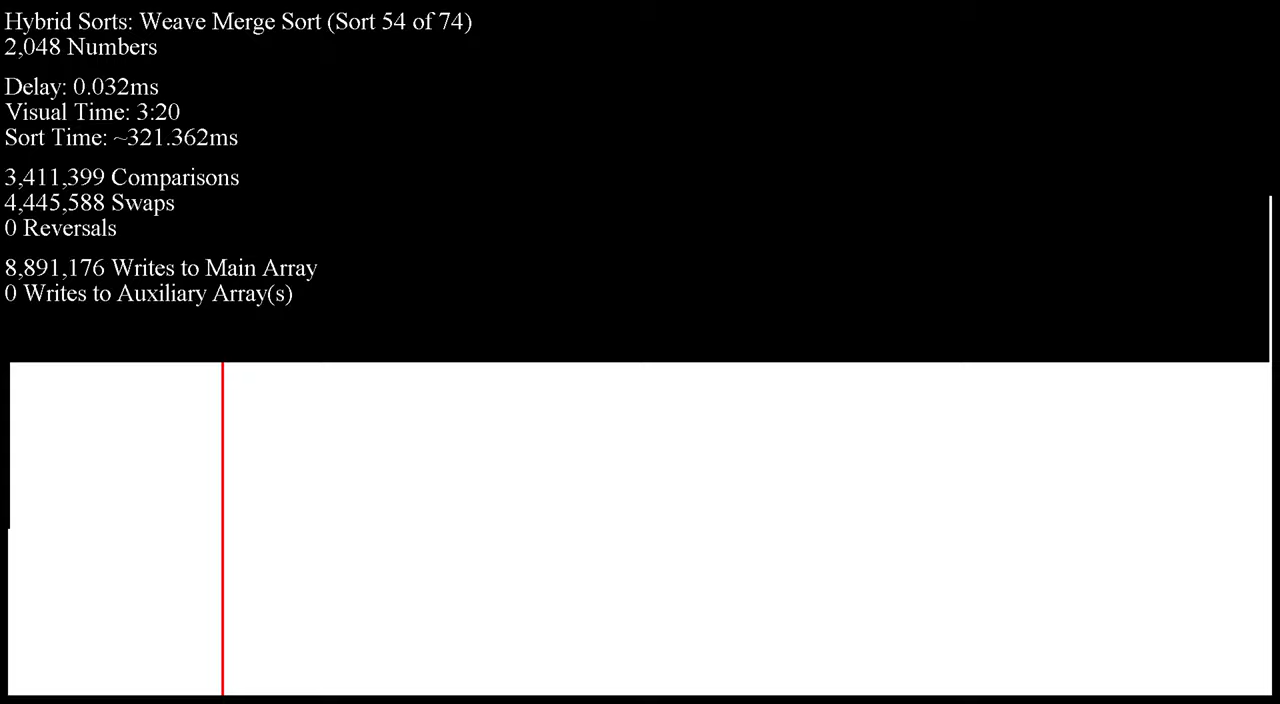 Hybrid Sorts: Weave Merge Sort (Sort 54 of 74)
2,048 Numbers
Delay: 0.032ms
Visual Time: 3:20
Sort Time: ~321.362ms
3,411,399 Comparisons
4,445,588 Swaps
0 Reversals
8,891,176 Writes to Main Array
0 Writes to Auxiliary Array(s)